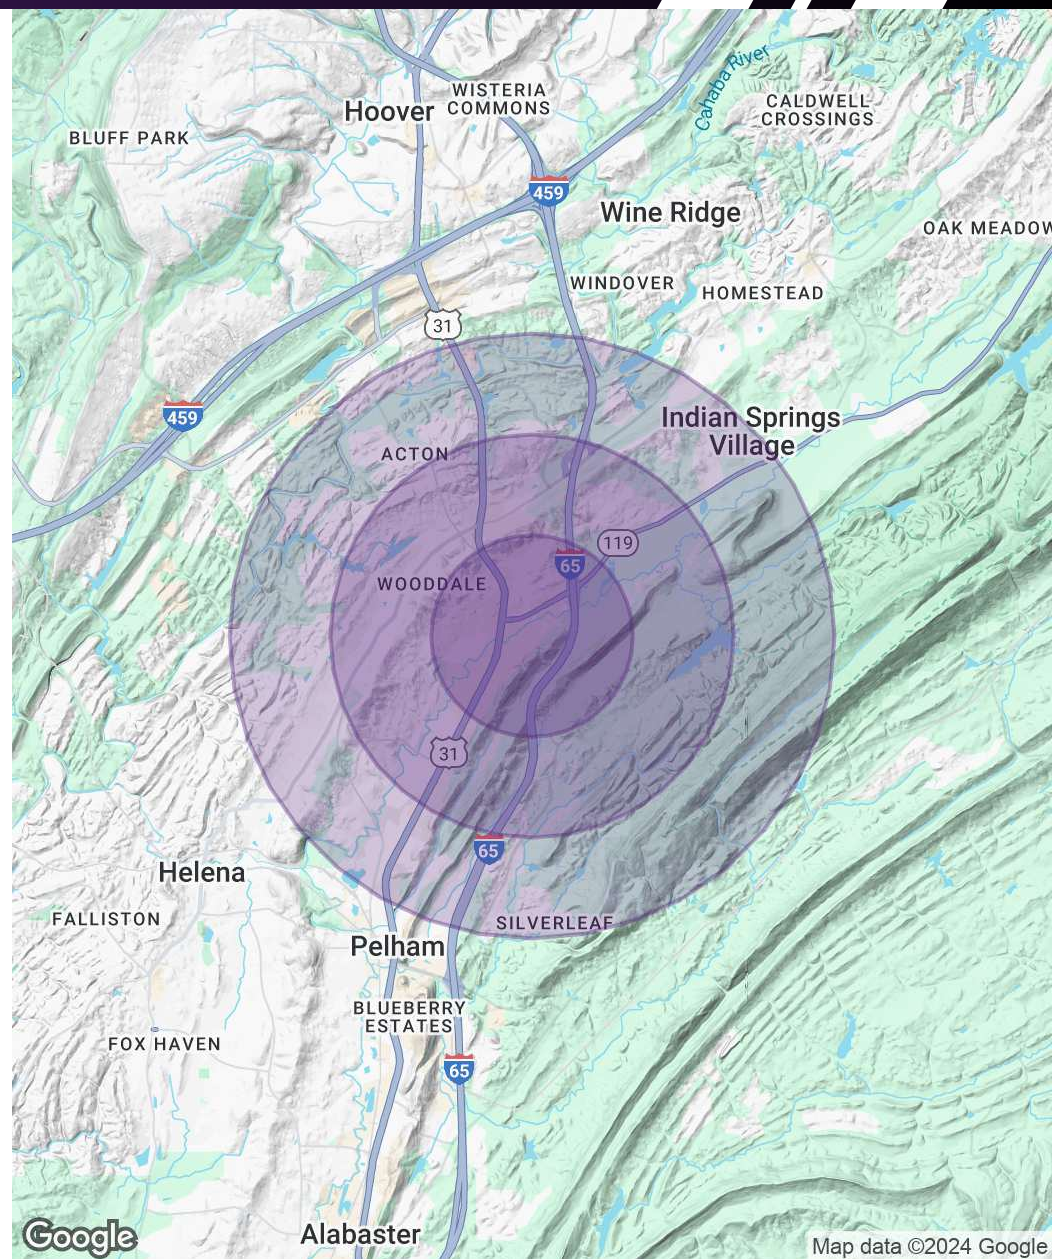 WISTERIA
COMMONS
Hoover
Cahaba River
CALDWELL
CROSSINGS
BLUFF PARK
459
Wine Ridge
OAK MEADOW
WINDOVER
HOMESTEAD
31
459
Indian Springs
Village
ACTON
119
65
WOODDALE
31
65
Helena
FALLISTON
SILVERLEAF
Pelham
BLUEBERRY
ESTATES
FOX HAVEN
65
Alabaster
Google
Map data ©2024 Google